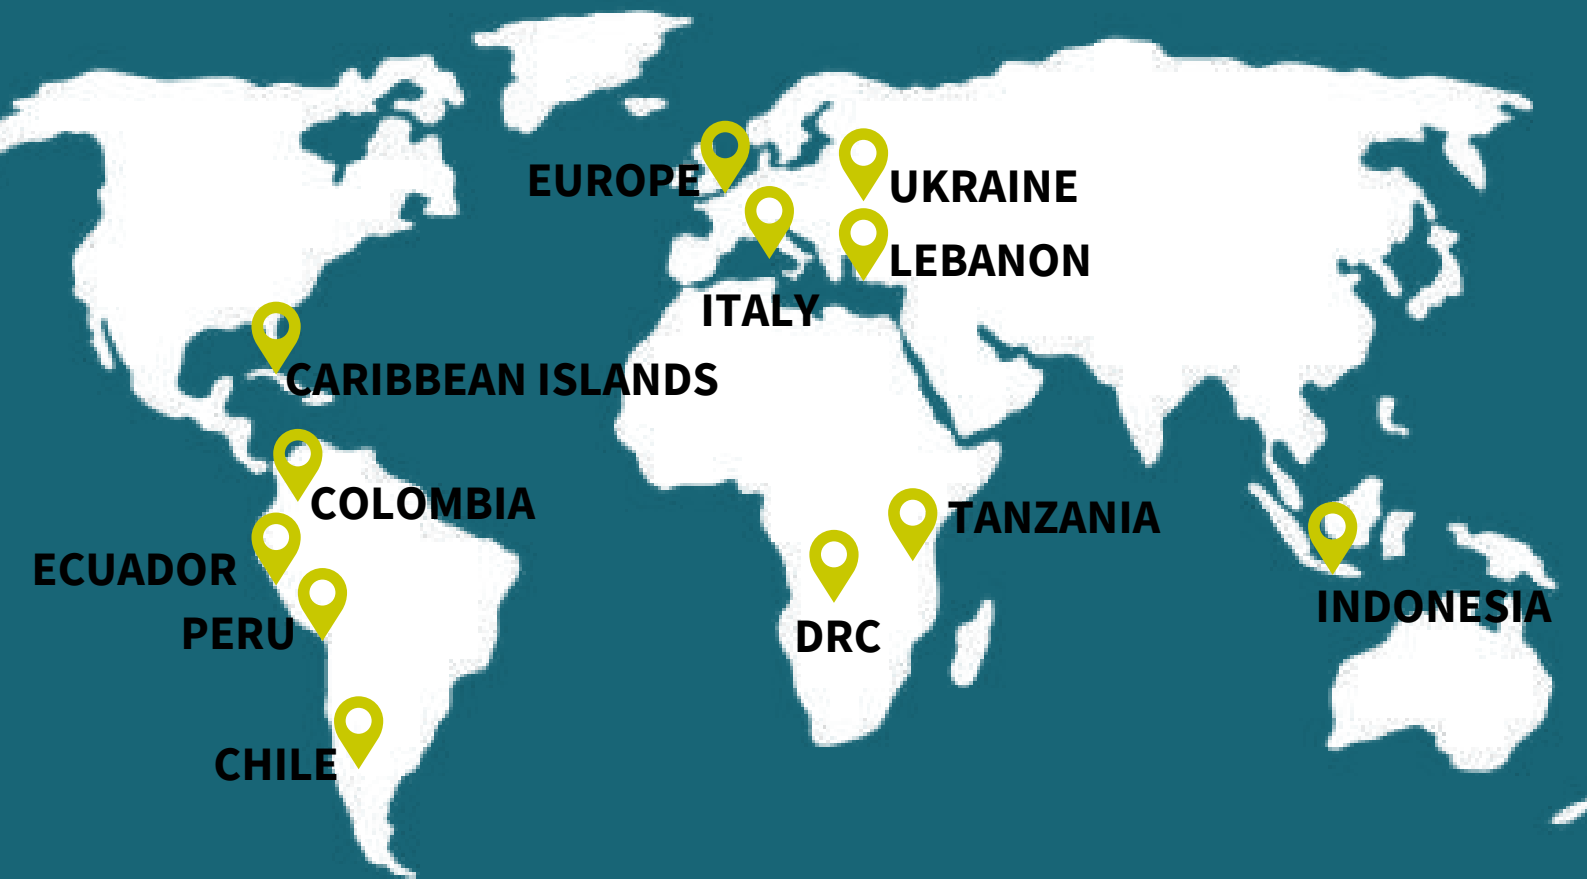 EUROPE
UKRAINE
LEBANON
ITALY
CARIBBEAN ISLANDS
COLOMBIA
TANZANIA
ECUADOR
INDONESIA
PERU
DRC
CHILE